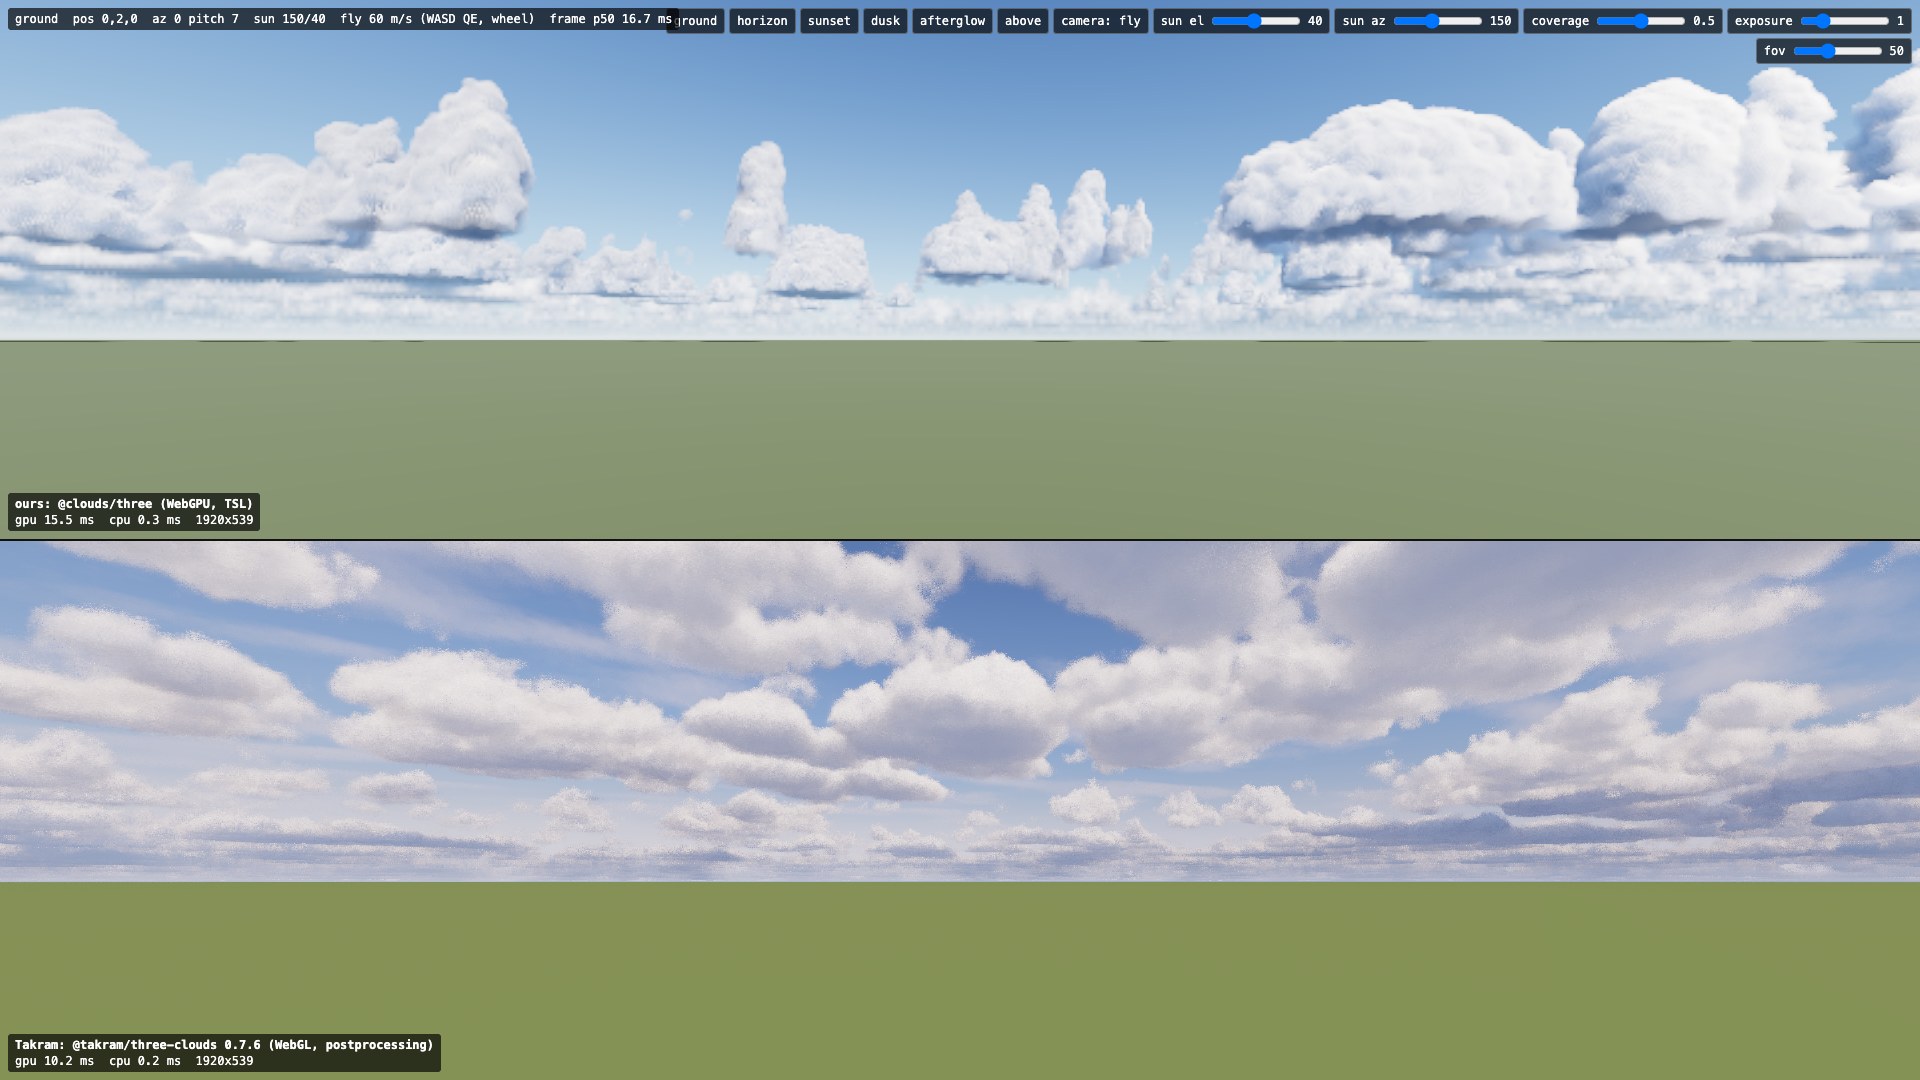 ground pos 0,2,0 az 0 pitch 7 sun 150/40 fly 60 m/s (WASD QE, wheel) frame p50 16.7 ms
ground horizon sunset dusk afterglow above camera: fly sun el 40 sun az 150 coverage 0.5 exposure 1
fov 50
ours: @clouds/three (WebGPU, TSL)
gpu 15.5 ms cpu 0.3 ms 1920x539
Takram: @takram/three-clouds 0.7.6 (WebGL, postprocessing)
gpu 10.2 ms cpu 0.2 ms 1920x539